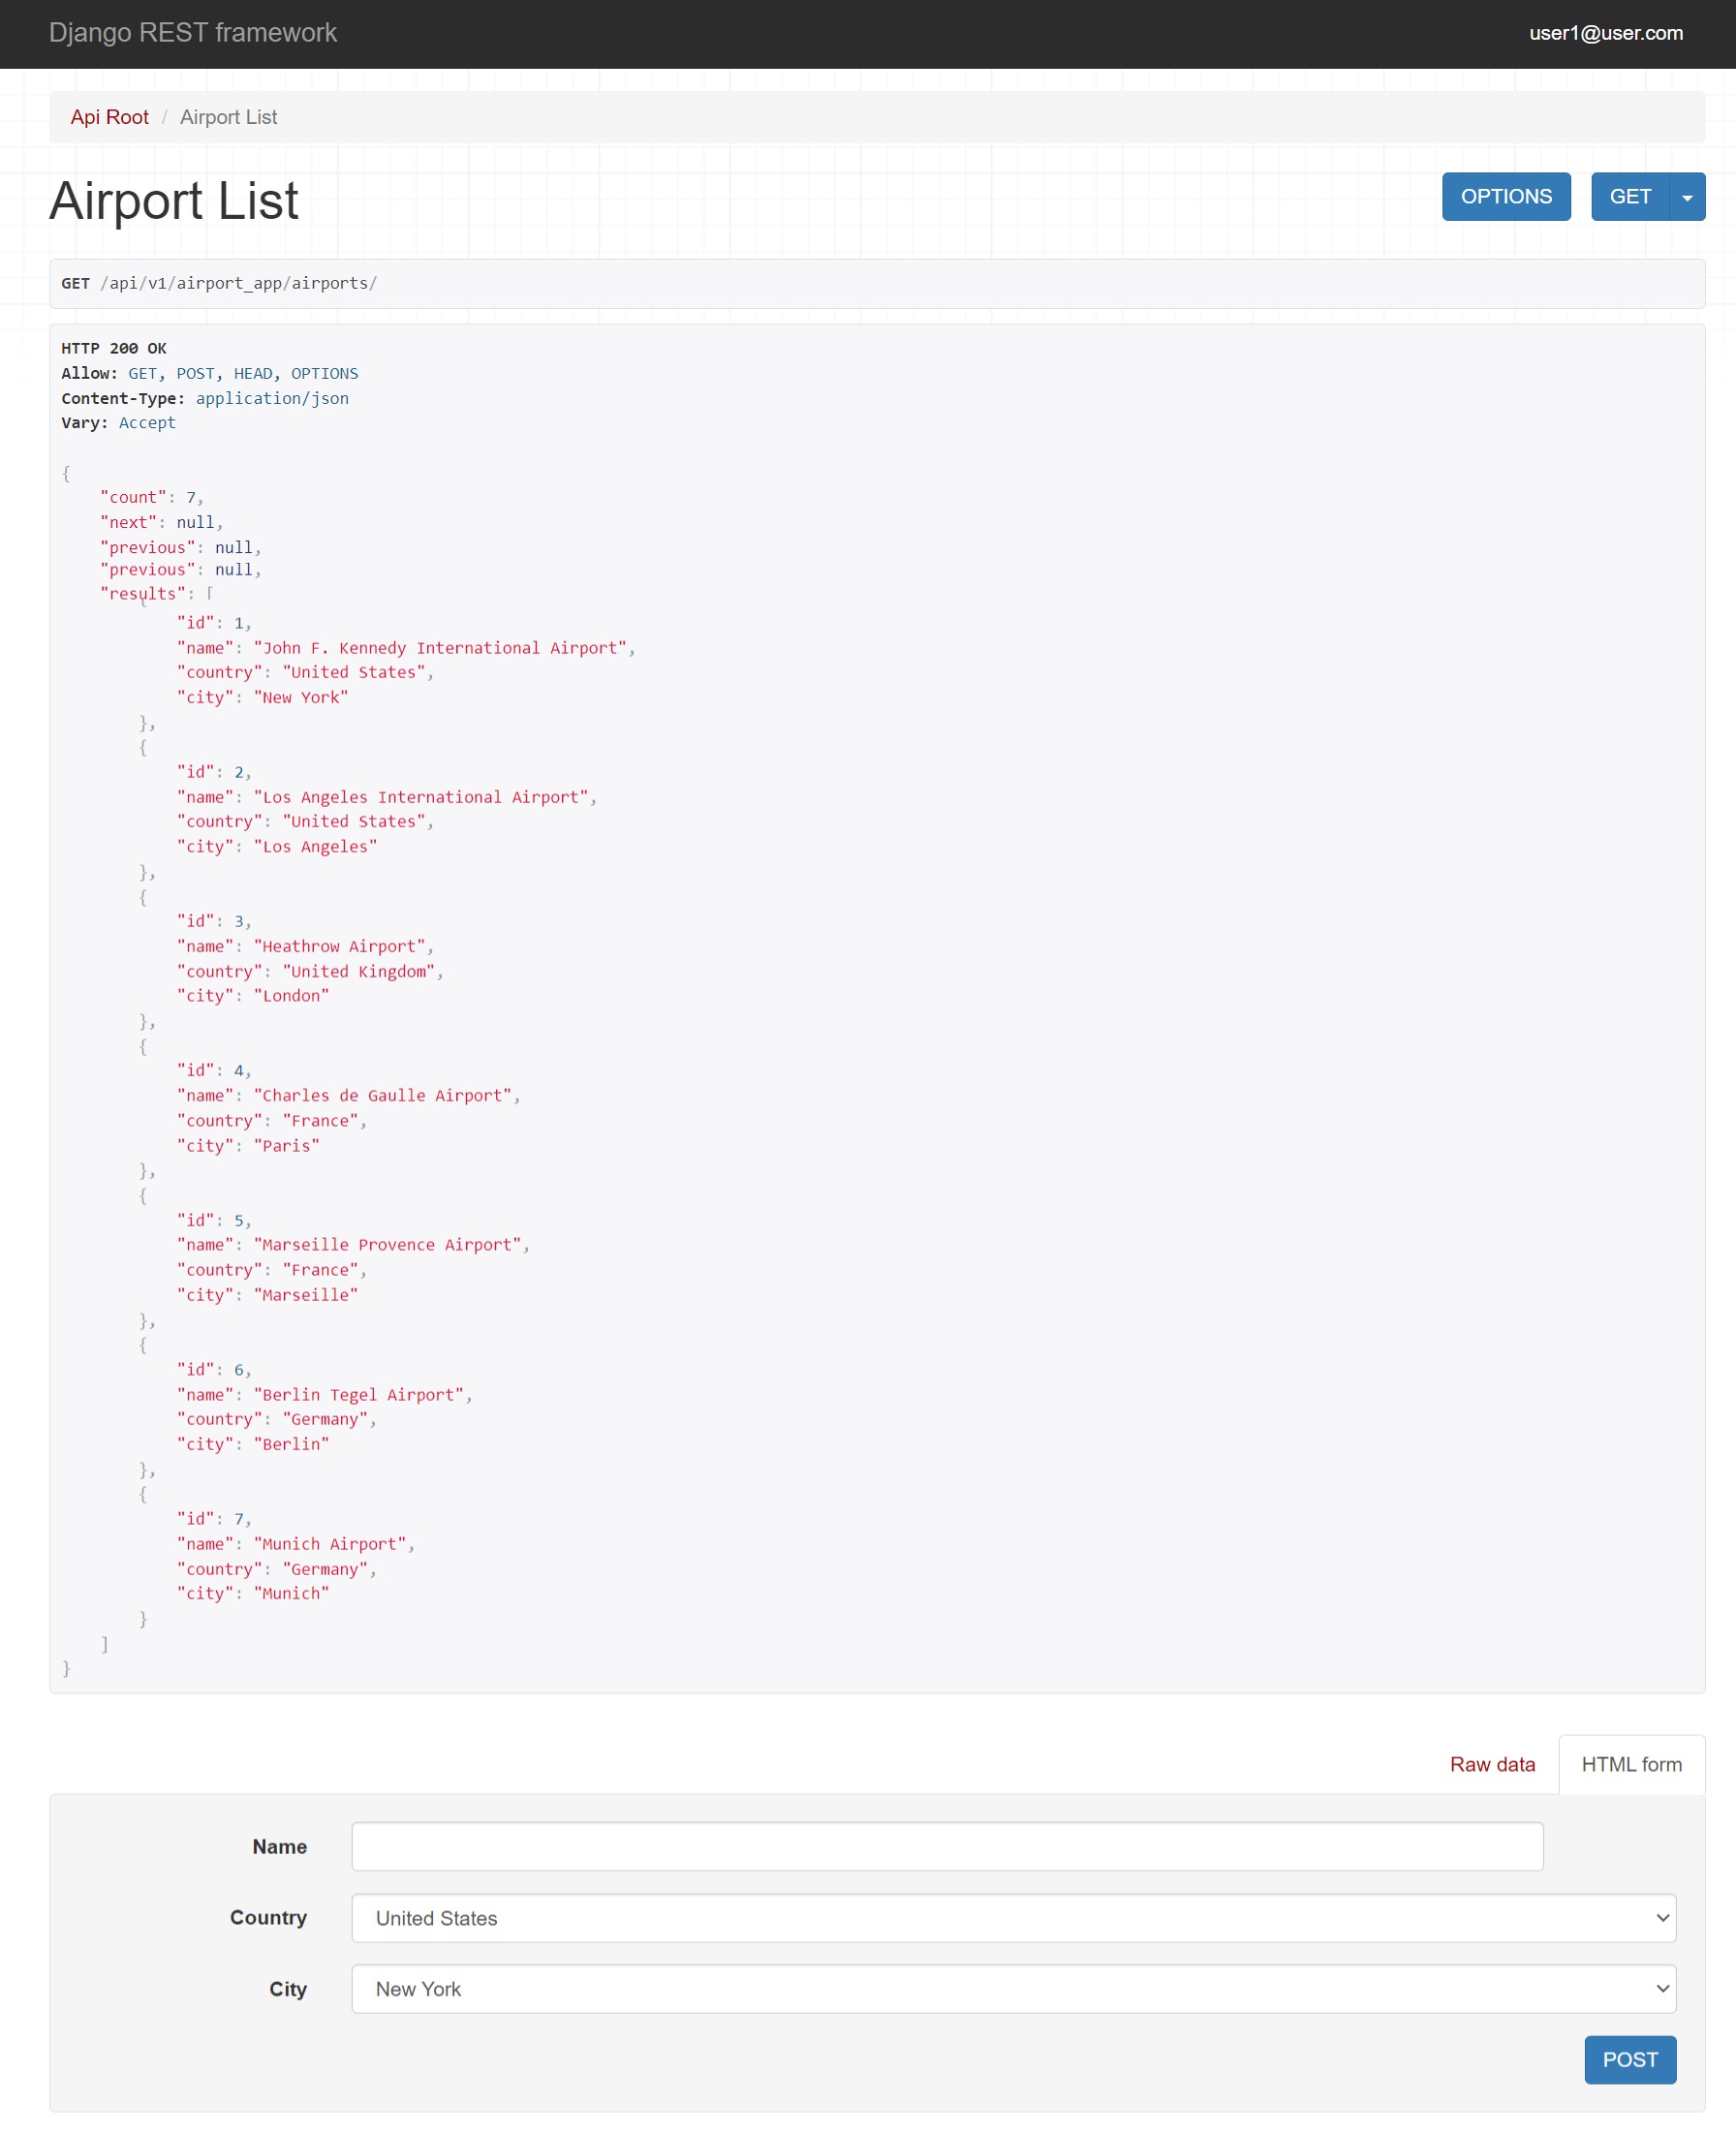 Django REST framework
user1@user.com
Api Root / Airport List
Airport List
OPTIONS
GET
GET /api/v1/airport_app/airports/
HTTP 200 OK
Allow: GET, POST, HEAD, OPTIONS
Content-Type: application/json
Vary: Accept
{
"count": 7,
"next": null,
"previous": null,
"previous": null,
"results": [
{
"id": 1,
"name": "John F. Kennedy International Airport",
"country": "United States",
"city": "New York"
},
{
"id": 2,
"name": "Los Angeles International Airport",
"country": "United States",
"city": "Los Angeles"
},
{
"id": 3,
"name": "Heathrow Airport",
"country": "United Kingdom",
"city": "London"
},
{
"id": 4,
"name": "Charles de Gaulle Airport",
"country": "France",
"city": "Paris"
},
{
"id": 5,
"name": "Marseille Provence Airport",
"country": "France",
"city": "Marseille"
},
{
"id": 6,
"name": "Berlin Tegel Airport",
"country": "Germany",
"city": "Berlin"
},
{
"id": 7,
"name": "Munich Airport",
"country": "Germany",
"city": "Munich"
}
]
}
Raw data
HTML form
Name
Country
United States
City
New York
POST